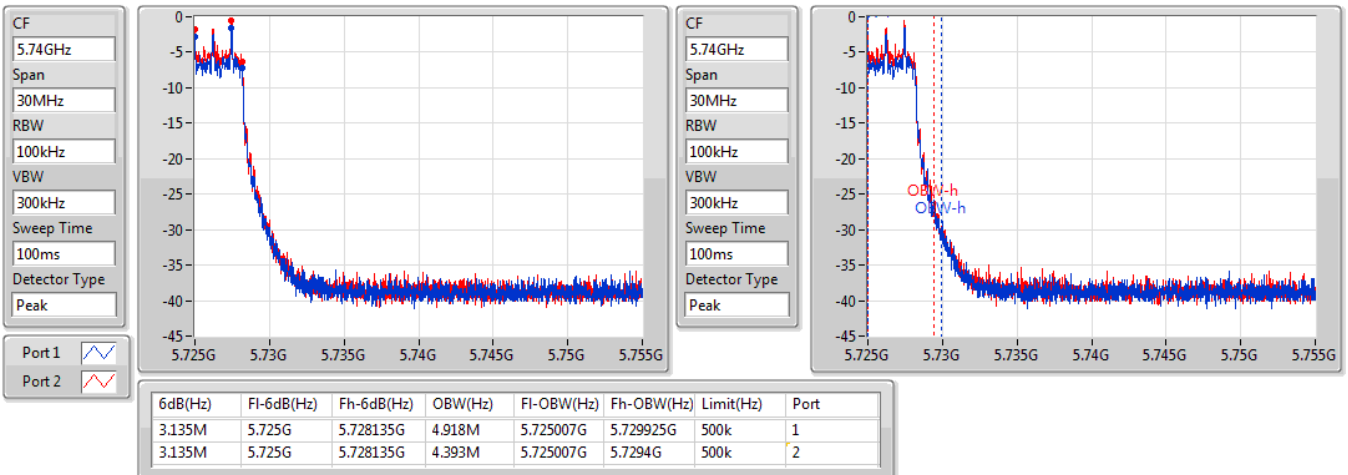 CF
5.74GHz
Span
30MHz
RBW
100kHz
VBW
300kHz
Sweep Time
100ms
Detector Type
Peak
Port 1
Port 2
0
-5
-10
-15
-20
-25
-30
-35
-40
-45
5.725G 5.73G 5.735G 5.74G 5.745G 5.75G 5.755G
CF
5.74GHz
Span
30MHz
RBW
100kHz
VBW
300kHz
Sweep Time
100ms
Detector Type
Peak
0
-5
-10
-15
-20
-25
-30
-35
-40
-45
OBW-h
OBW-h
5.725G 5.73G 5.735G 5.74G 5.745G 5.75G 5.755G
6dB(Hz) Fl-6dB(Hz) Fh-6dB(Hz) OBW(Hz) Fl-OBW(Hz) Fh-OBW(Hz) Limit(Hz) Port
3.135M 5.725G 5.728135G 4.918M 5.725007G 5.729925G 500k 1
3.135M 5.725G 5.728135G 4.393M 5.725007G 5.7294G 500k 2